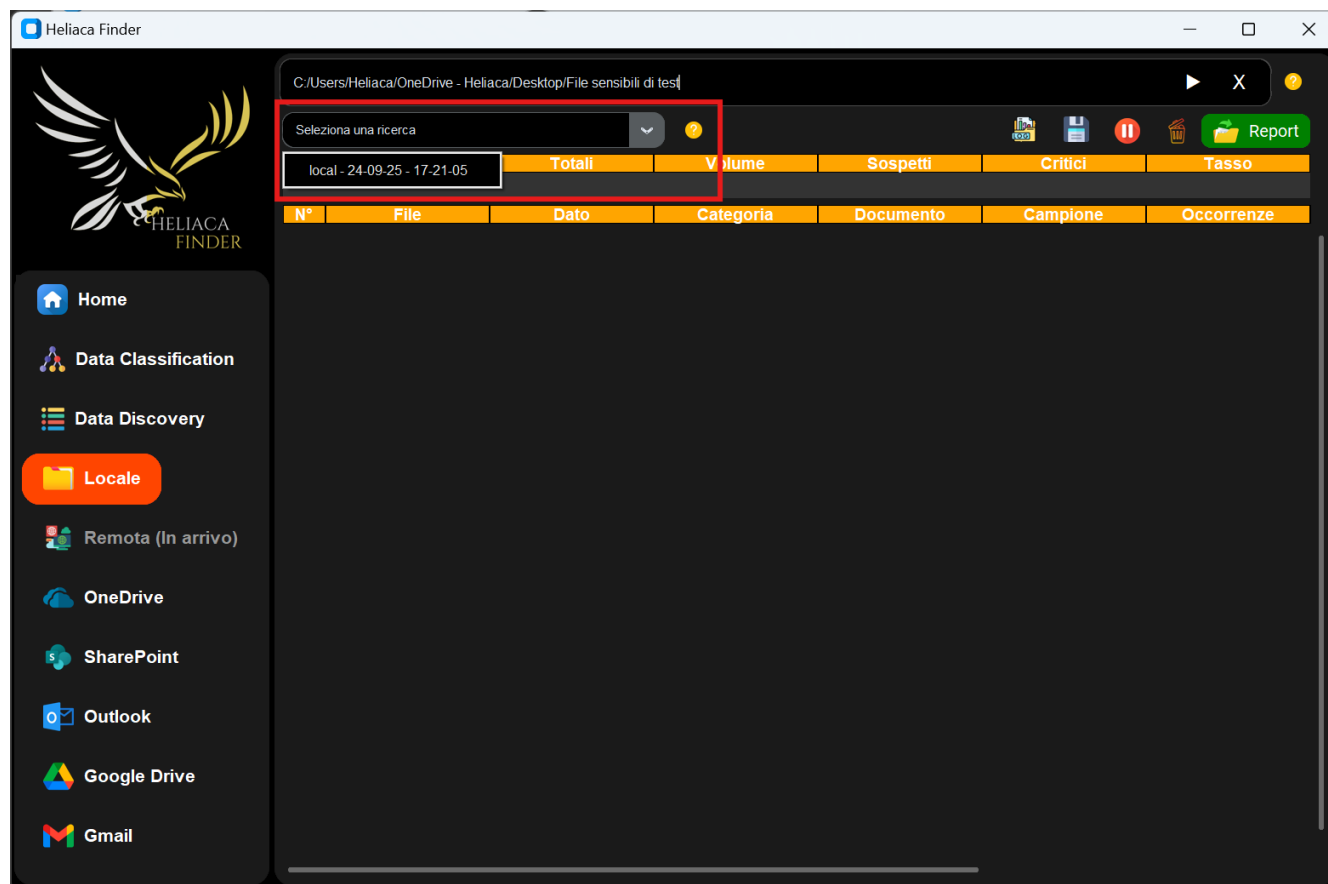 Heliaca Finder
HELIACA
FINDER
C:/Users/Heliaca/OneDrive - Heliaca/Desktop/File sensibili di test
X
?
Seleziona una ricerca
?
LOG
Report
local - 24-09-25 - 17-21-05
Totali
Volume
Sospetti
Critici
Tasso
N°
File
Dato
Categoria
Documento
Campione
Occorrenze
Home
Data Classification
Data Discovery
Locale
Remota (In arrivo)
OneDrive
SharePoint
Outlook
Google Drive
Gmail